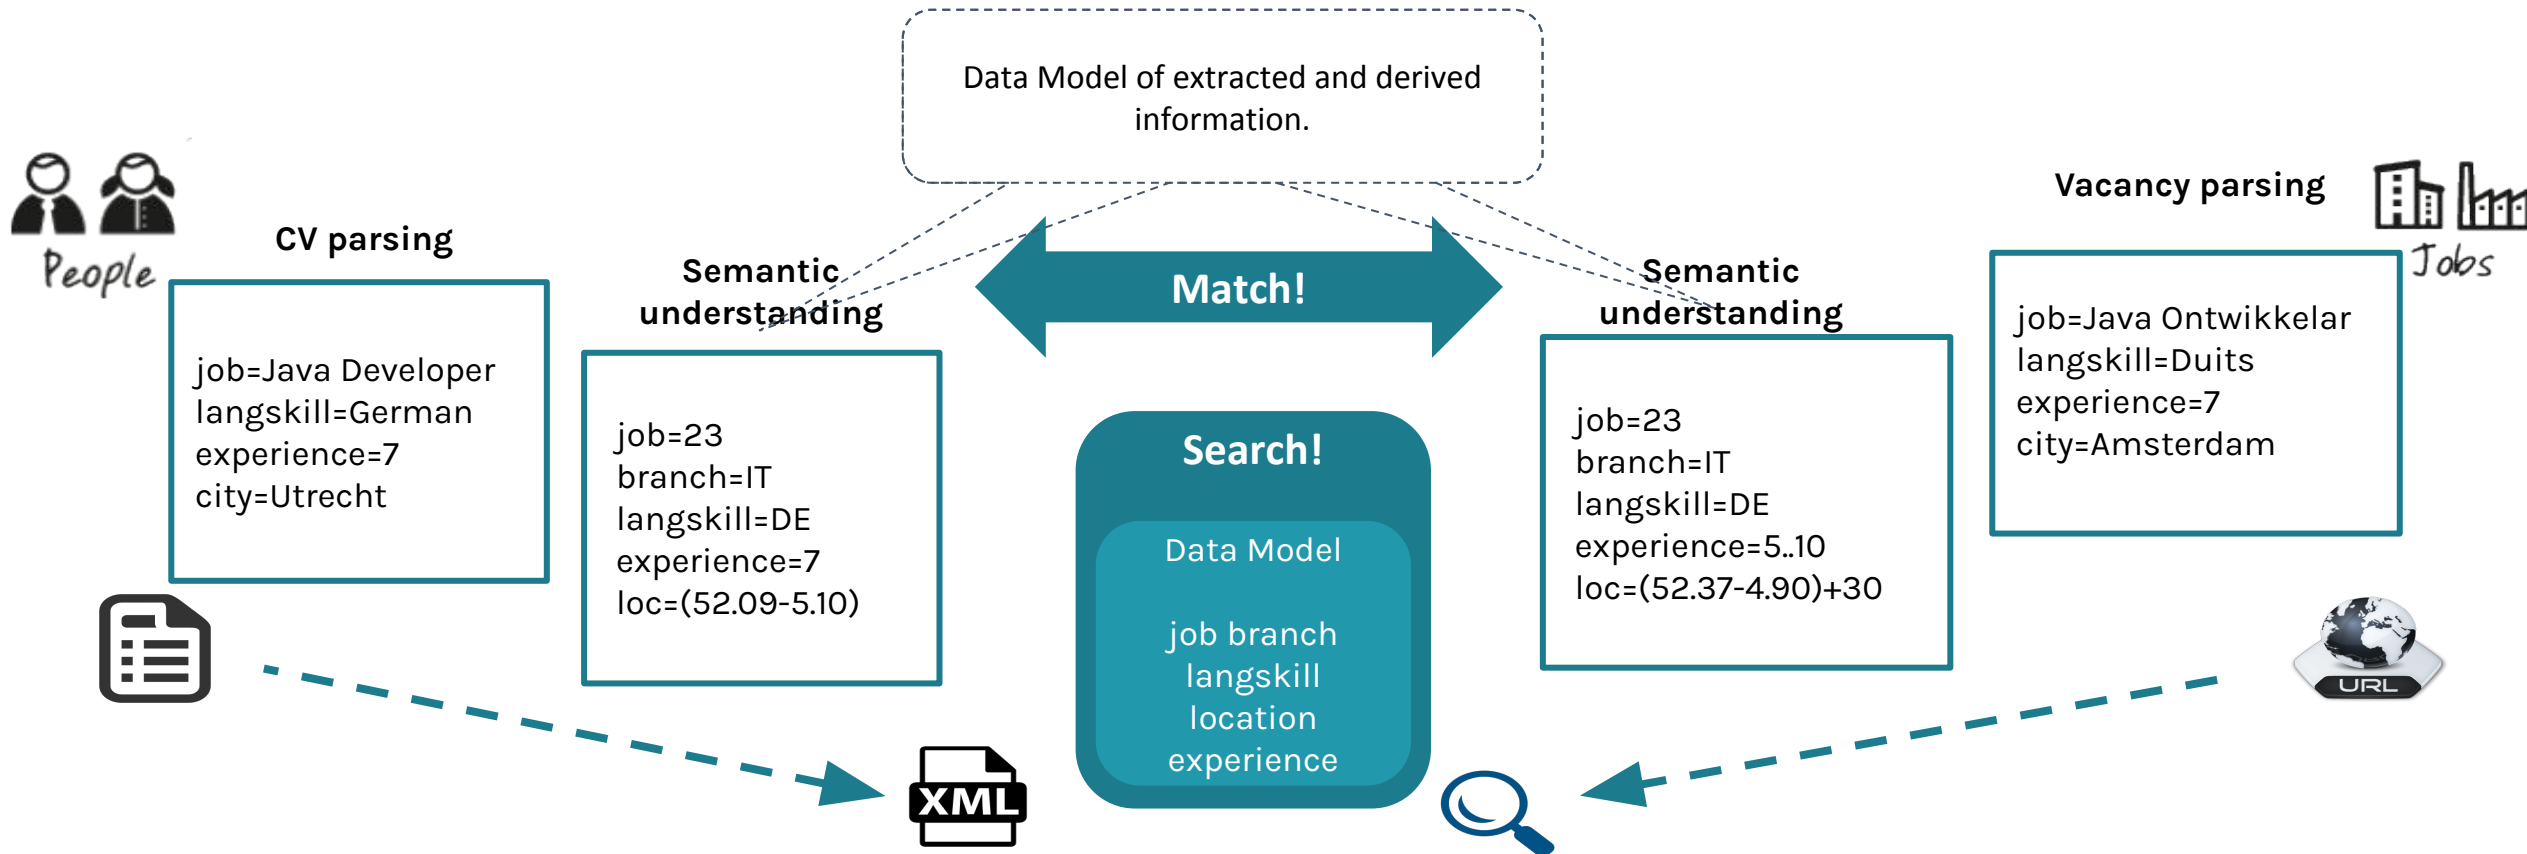 Data Model of extracted and derived
information.
People
CV parsing
job=Java Developer
langskill=German
experience=7
city=Utrecht
Semantic
understanding
job=23
branch=IT
langskill=DE
experience=7
loc=(52.09-5.10)
Match!
Search!
Data Model
job branch
langskill
location
experience
XML
Semantic
understanding
job=23
branch=IT
langskill=DE
experience=5..10
loc=(52.37-4.90)+30
Vacancy parsing
Jobs
job=Java Ontwikkelar
langskill=Duits
experience=7
city=Amsterdam
URL